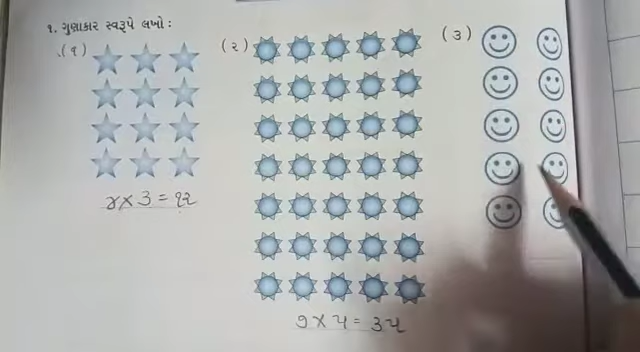 ૧. ગુણાકાર સ્વરૂપે લખો :
(૧)
(૨)
(૩)
૪ × ૩ = ૧૨
૭ × ૫ = ૩૫